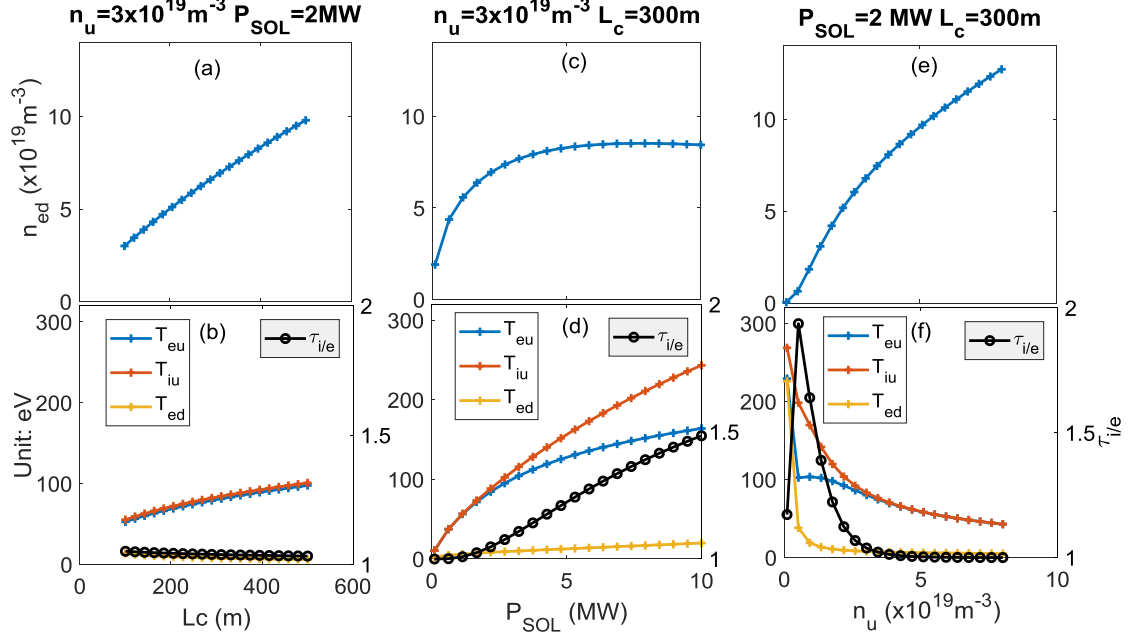 n_u=3x10^19m^-3 P_SOL=2MW
n_u=3x10^19m^-3 L_c=300m
P_SOL=2 MW L_c=300m
(a)
(c)
(e)
n_ed (x10^19m^-3)
10
5
0
10
5
0
10
5
0
(b)
T_eu
T_iu
T_ed
τ_i/e
Unit: eV
300
200
100
0
2
1.5
1
0
200
400
600
Lc (m)
(d)
T_eu
T_iu
T_ed
τ_i/e
300
200
100
0
2
1.5
1
0
5
10
P_SOL (MW)
(f)
T_eu
T_iu
T_ed
τ_i/e
300
200
100
0
2
1.5
1
τ_i/e
0
5
10
n_u (x10^19m^-3)